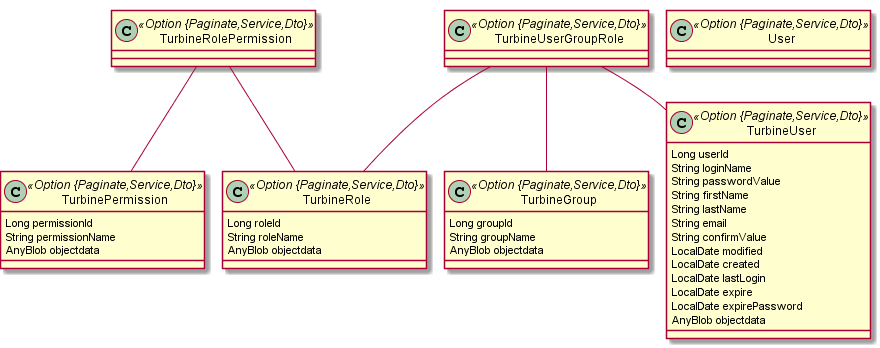 C «Option {Paginate,Service,Dto}»
TurbineRolePermission
C «Option {Paginate,Service,Dto}»
TurbineUserGroupRole
C «Option {Paginate,Service,Dto}»
User
C «Option {Paginate,Service,Dto}»
TurbinePermission
Long permissionId
String permissionName
AnyBlob objectdata
C «Option {Paginate,Service,Dto}»
TurbineRole
Long roleId
String roleName
AnyBlob objectdata
C «Option {Paginate,Service,Dto}»
TurbineGroup
Long groupId
String groupName
AnyBlob objectdata
C «Option {Paginate,Service,Dto}»
TurbineUser
Long userId
String loginName
String passwordValue
String firstName
String lastName
String email
String confirmValue
LocalDate modified
LocalDate created
LocalDate lastLogin
LocalDate expire
LocalDate expirePassword
AnyBlob objectdata